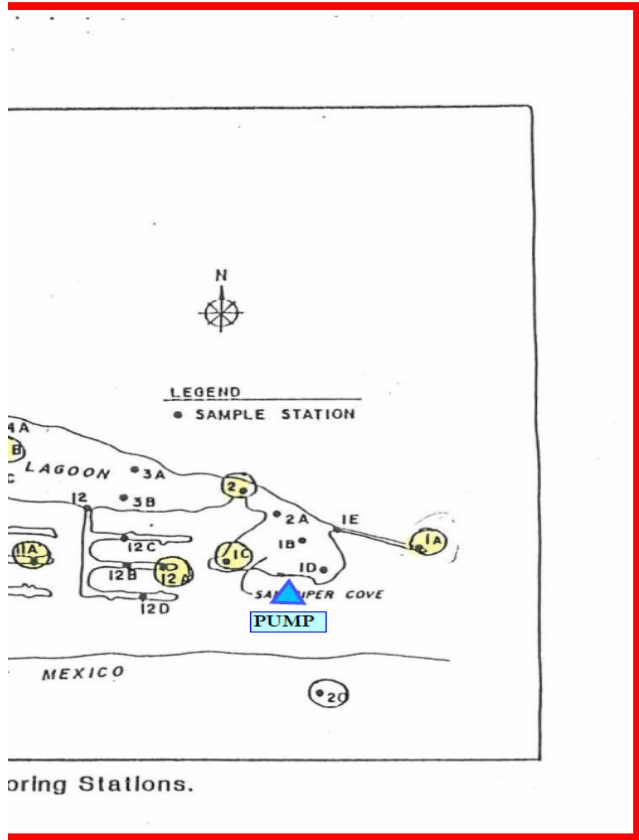 N
LEGEND
• SAMPLE STATION
4A
B
LAGOON
3A
C
12
3B
2
2A
1E
1B
1A
11A
12C
1C
12B
12A
1D
12D
PUMP
MEXICO
20
oring Stations.